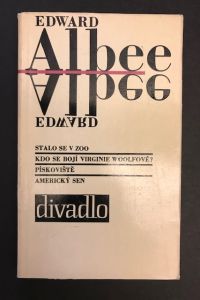 EDWARD
Albee
Albee
EDWARD
STALO SE V ZOO
KDO SE BOJÍ VIRGINIE WOOLFOVÉ?
PÍSKOVIŠTĚ
AMERICKÝ SEN
divadlo